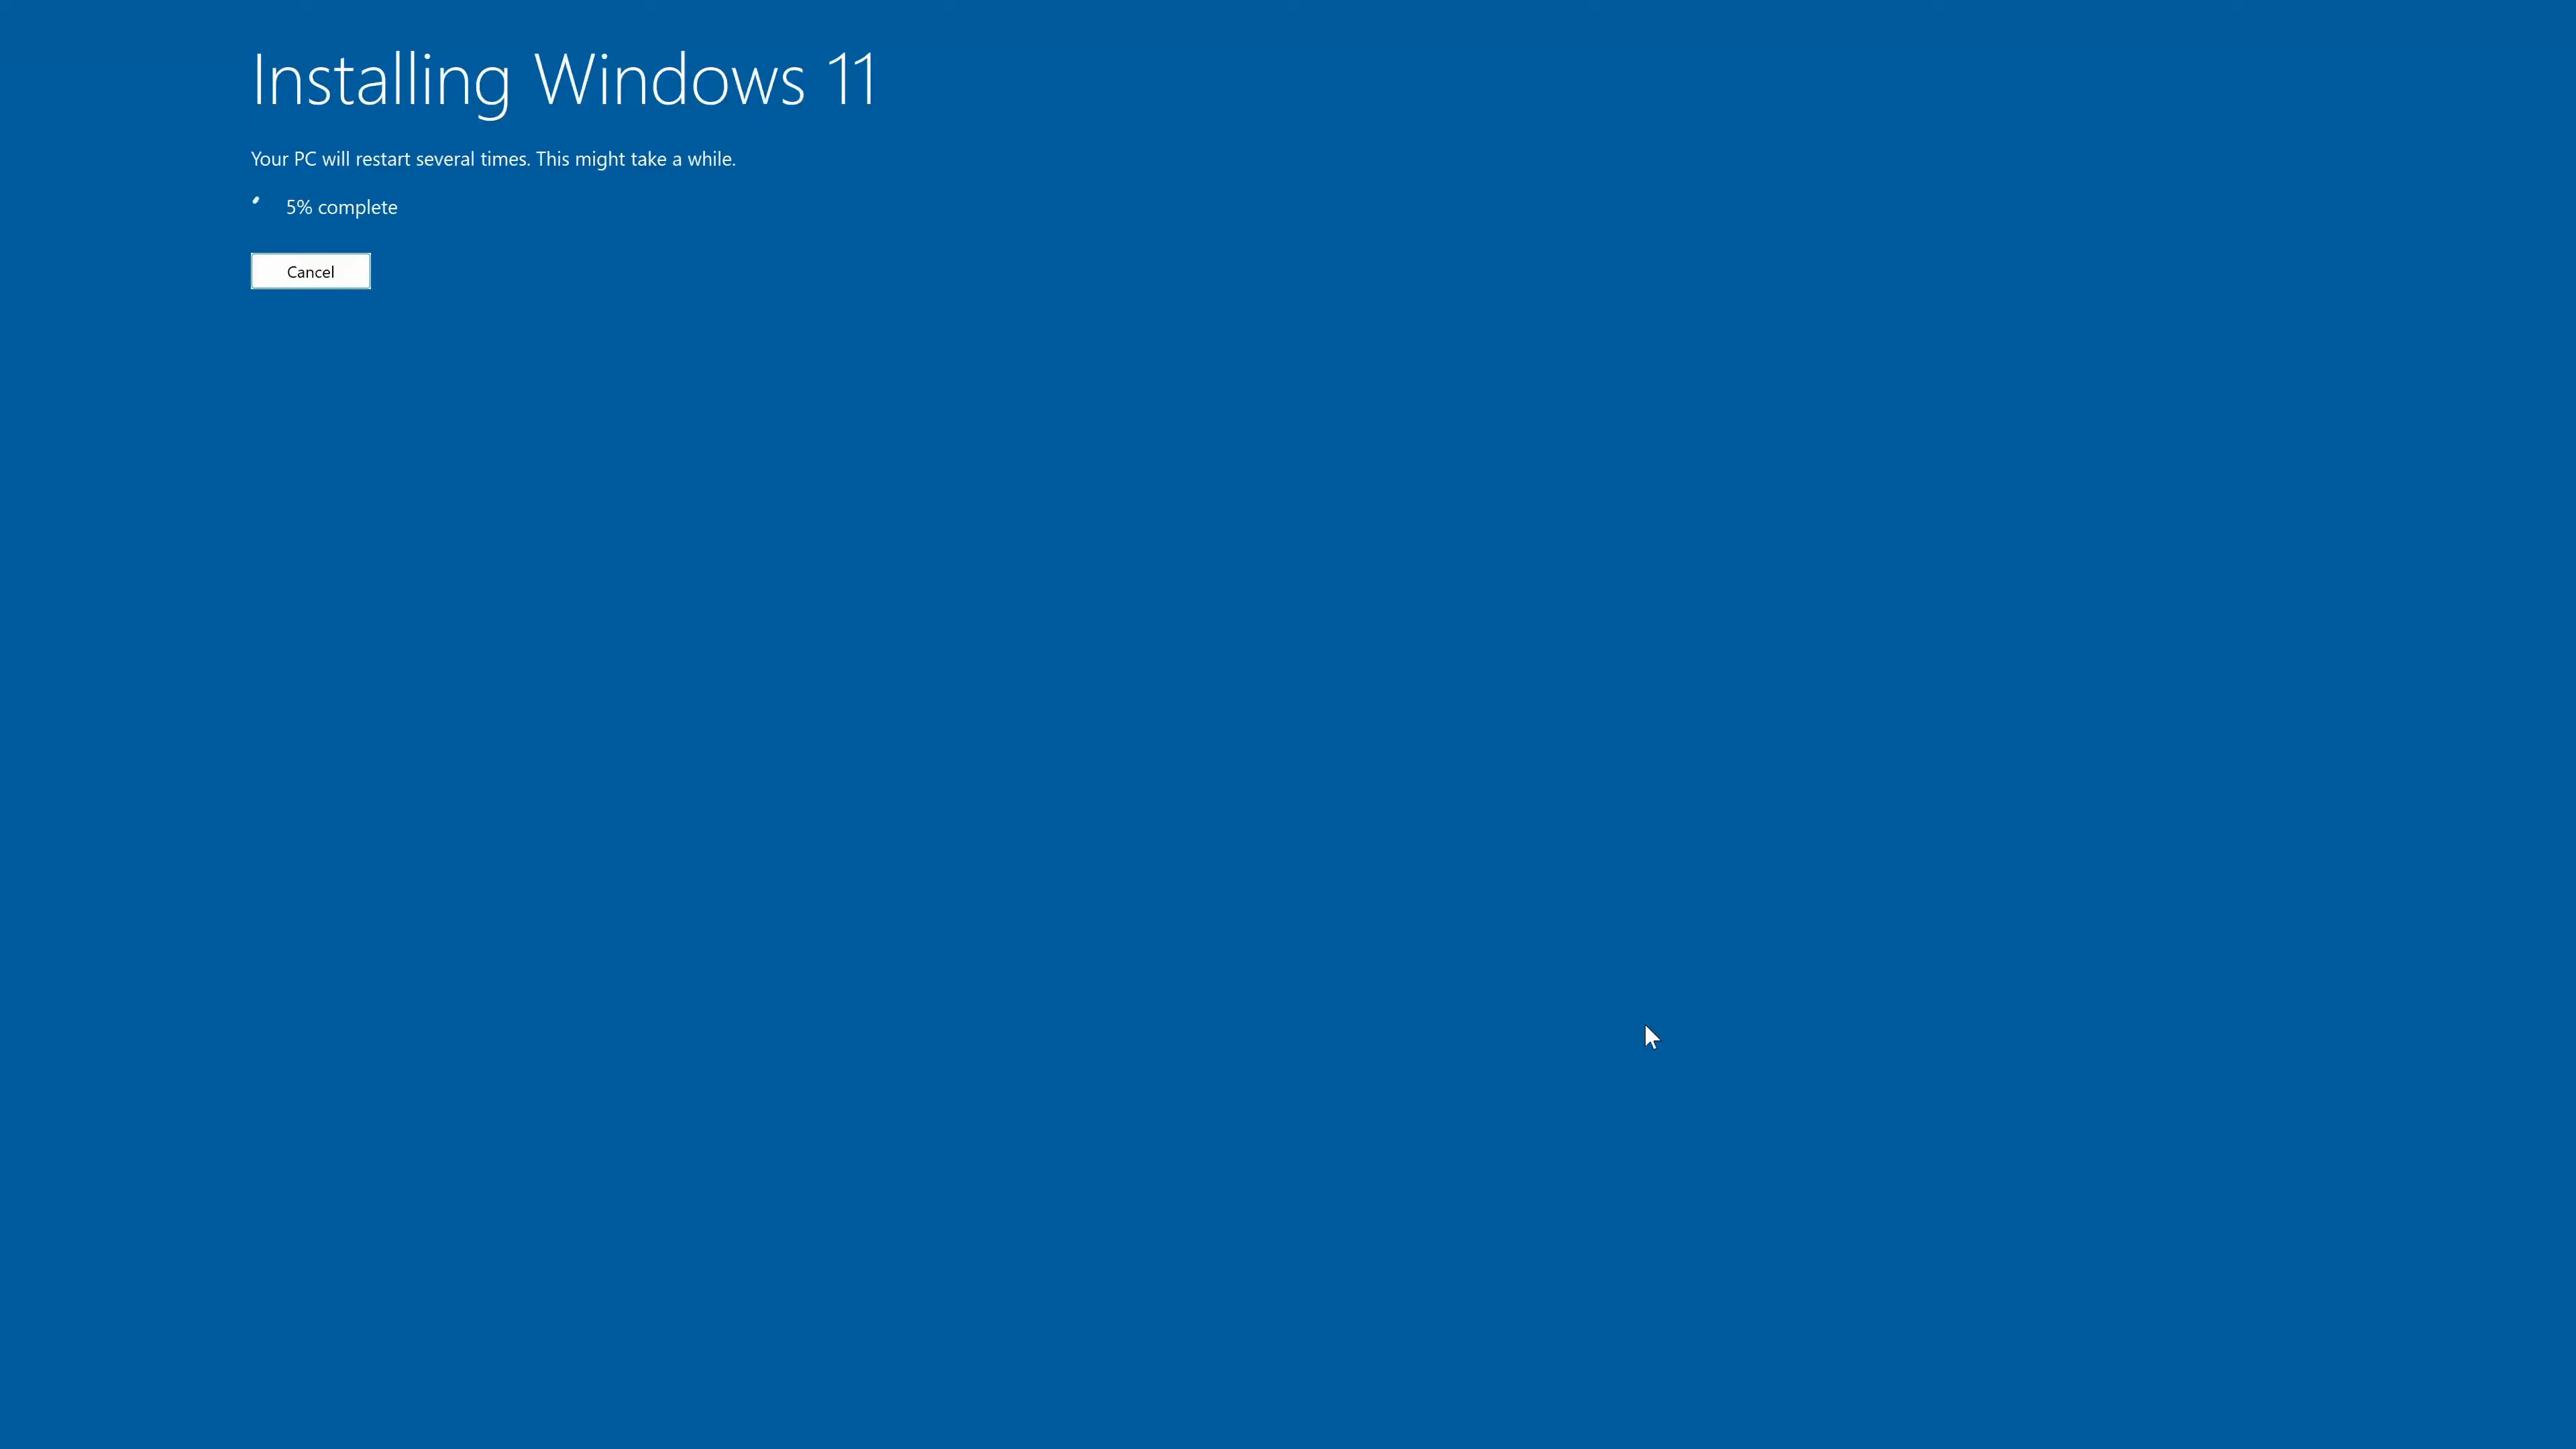 Installing Windows 11
Your PC will restart several times. This might take a while.
5% complete
Cancel